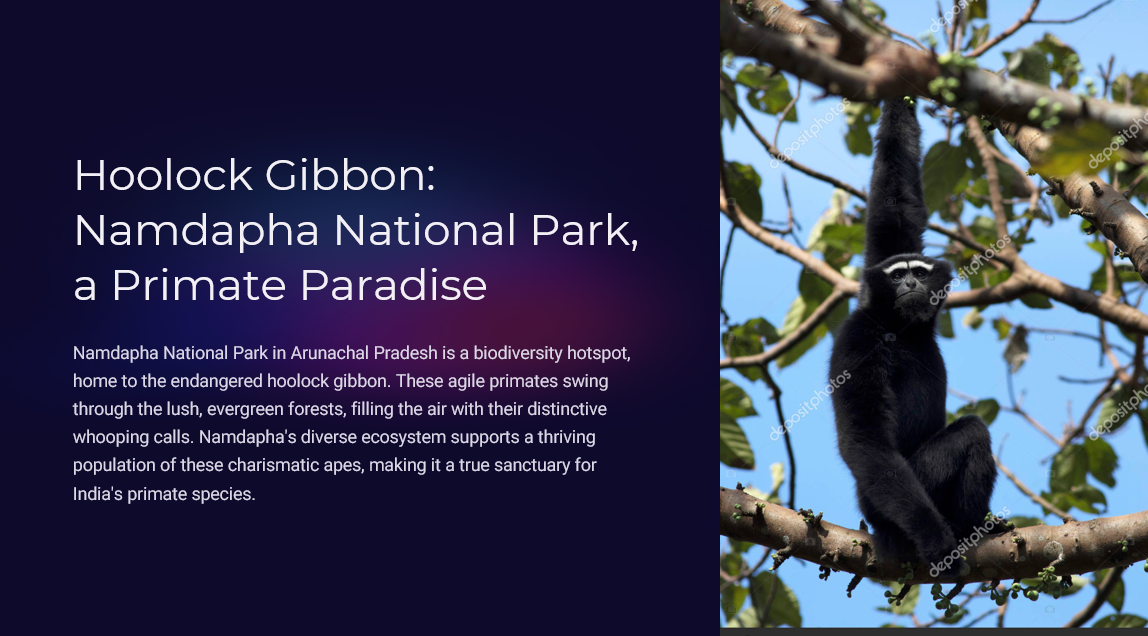 Hoolock Gibbon:
Namdapha National Park,
a Primate Paradise
Namdapha National Park in Arunachal Pradesh is a biodiversity hotspot,
home to the endangered hoolock gibbon. These agile primates swing
through the lush, evergreen forests, filling the air with their distinctive
whooping calls. Namdapha's diverse ecosystem supports a thriving
population of these charismatic apes, making it a true sanctuary for
India's primate species.
depositphotos
depositphotos
depositphotos
depositphotos
depositphotos
depositphotos
depositphotos